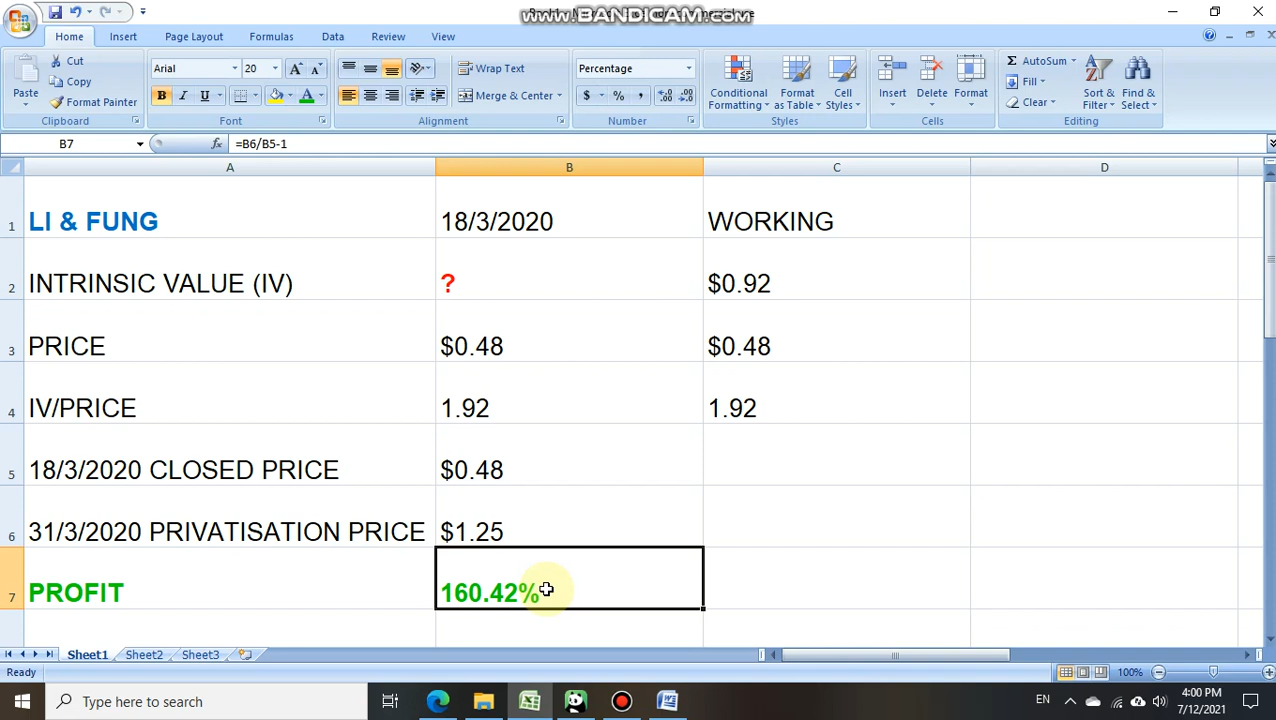 www.BANDICAM.com
Home Insert Page Layout Formulas Data Review View
Paste
Cut
Copy
Format Painter
Clipboard
Arial 20 A A
B I U A
Font
Wrap Text
Merge & Center
Alignment
Percentage
$ % ,
Number
Conditional Formatting
Format as Table
Cell Styles
Styles
Insert Delete Format
Cells
Σ AutoSum
Fill
Clear
Sort & Filter
Find & Select
Editing
B7 fx =B6/B5-1
A B C D
1 LI & FUNG 18/3/2020 WORKING
2 INTRINSIC VALUE (IV) ? $0.92
3 PRICE $0.48 $0.48
4 IV/PRICE 1.92 1.92
5 18/3/2020 CLOSED PRICE $0.48
6 31/3/2020 PRIVATISATION PRICE $1.25
7 PROFIT 160.42%
Sheet1 Sheet2 Sheet3
Ready 100%
Type here to search
EN
4:00 PM
7/12/2021